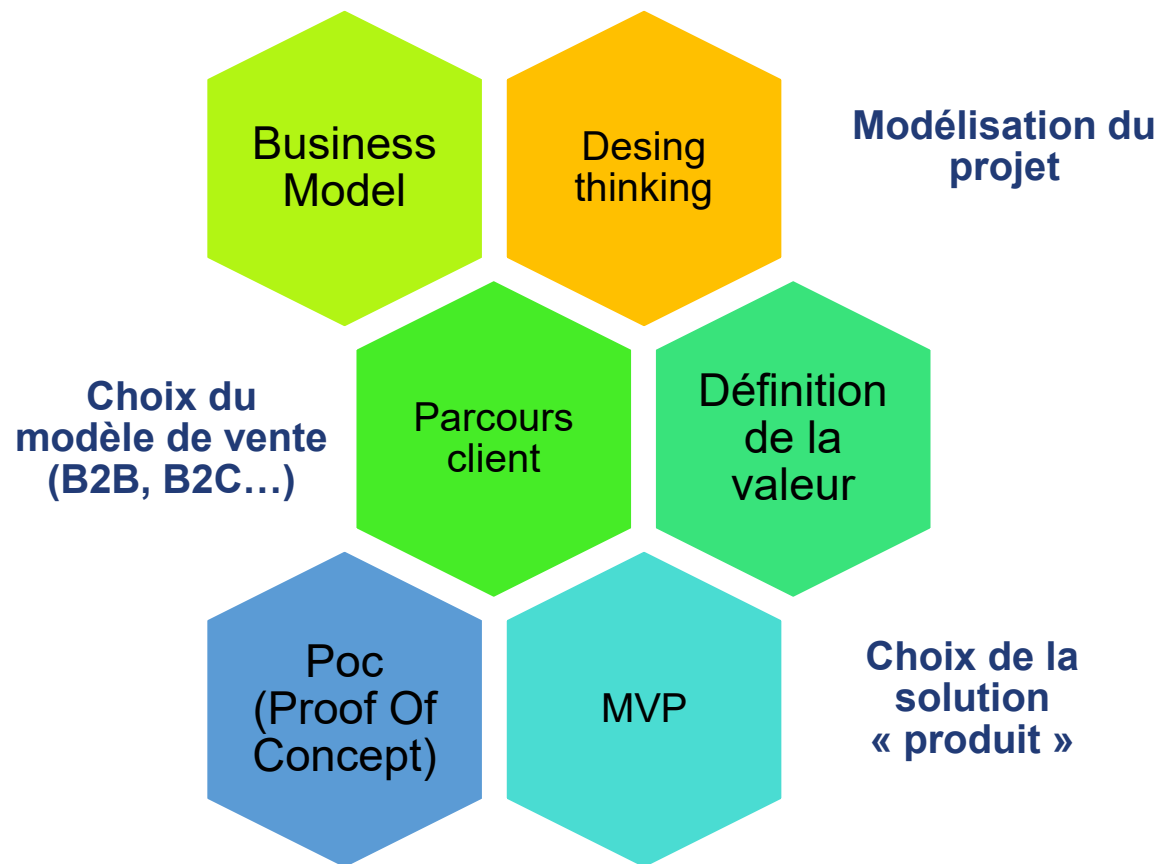 Business
Model
Desing
thinking
Modélisation du
projet
Choix du
modèle de vente
(B2B, B2C…)
Parcours
client
Définition
de la
valeur
Poc
(Proof Of
Concept)
MVP
Choix de la
solution
« produit »